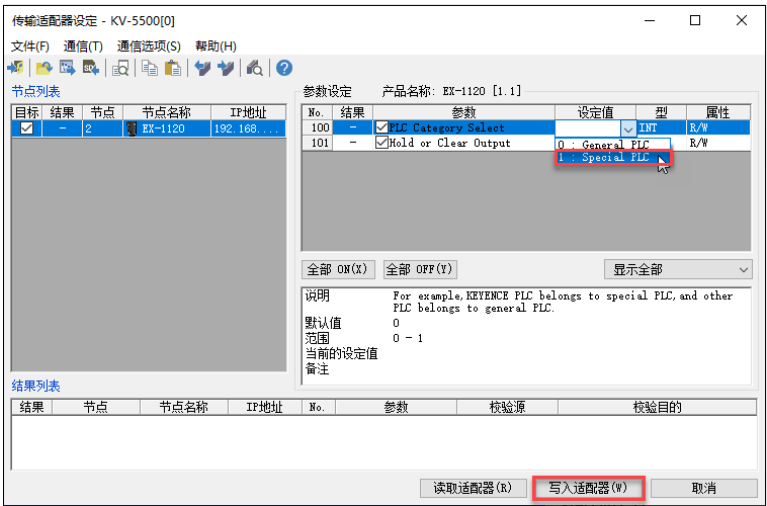 传输适配器设定 - KV-5500[0]
文件(F) 通信(T) 通信选项(S) 帮助(H)
节点列表
目标 结果 节点 节点名称 IP地址
- 2 EX-1120 192.168....
参数设定 产品名称: EX-1120 [1.1]
No. 结果 参数 设定值 型 属性
100 - PLC Category Select INT R/W
101 - Hold or Clear Output R/W
0 : General PLC
1 : Special PLC
全部 ON(X) 全部 OFF(Y) 显示全部
说明 For example,KEYENCE PLC belongs to special PLC,and other
PLC belongs to general PLC.
默认值 0
范围 0 - 1
当前的设定值
备注
结果列表
结果 节点 节点名称 IP地址 No. 参数 校验源 校验目的
读取适配器(R) 写入适配器(W) 取消